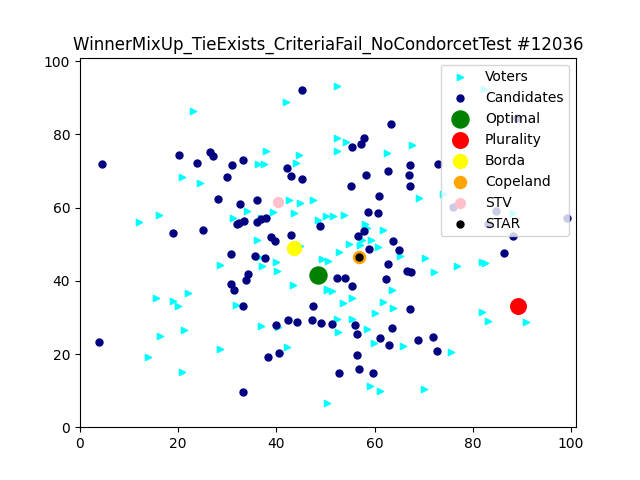 WinnerMixUp_TieExists_CriteriaFail_NoCondorcetTest #12036
100
80
60
40
20
0
0 20 40 60 80 100
Voters
Candidates
Optimal
Plurality
Borda
Copeland
STV
STAR